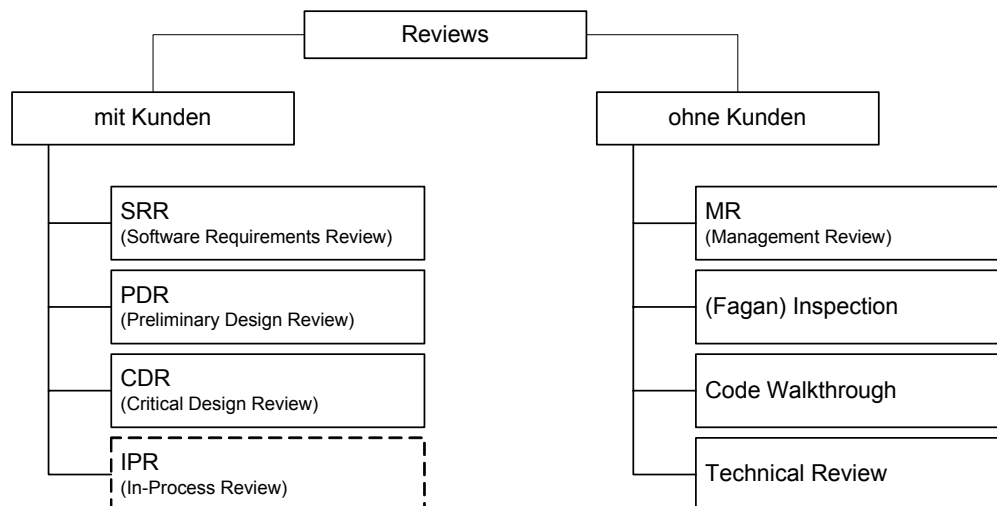 Reviews
mit Kunden
ohne Kunden
SRR
(Software Requirements Review)
PDR
(Preliminary Design Review)
CDR
(Critical Design Review)
IPR
(In-Process Review)
MR
(Management Review)
(Fagan) Inspection
Code Walkthrough
Technical Review